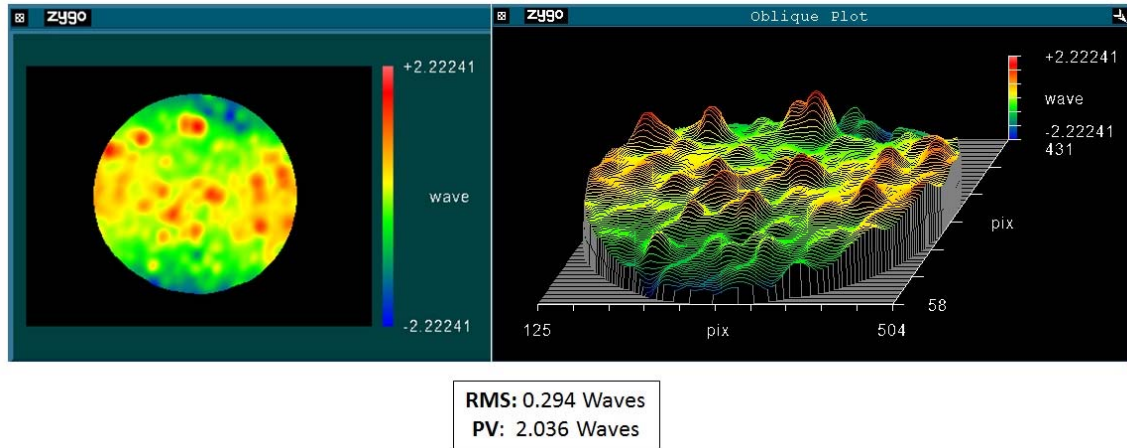 zygo
+2.22241
wave
-2.22241
zygo
Oblique Plot
+2.22241
wave
-2.22241
431
pix
58
125
pix
504
RMS: 0.294 Waves
PV: 2.036 Waves